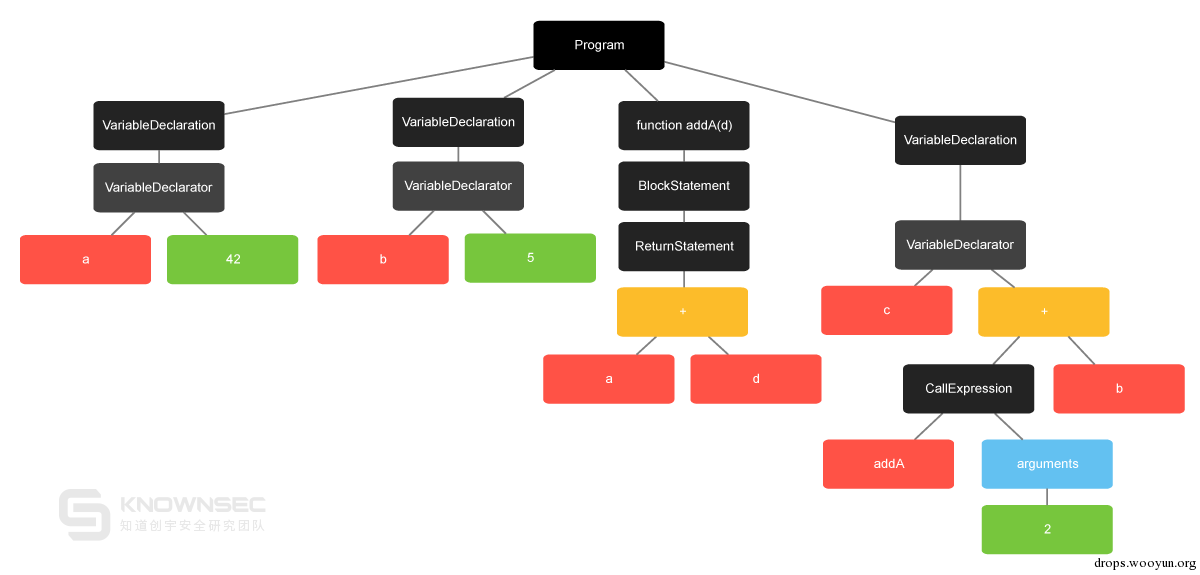 Program
VariableDeclaration
VariableDeclaration
function addA(d)
VariableDeclaration
VariableDeclarator
VariableDeclarator
BlockStatement
ReturnStatement
VariableDeclarator
a
42
b
5
+
c
+
a
d
CallExpression
b
addA
arguments
2
KNOWNSEC
知道创宇安全研究团队
drops.wooyun.org